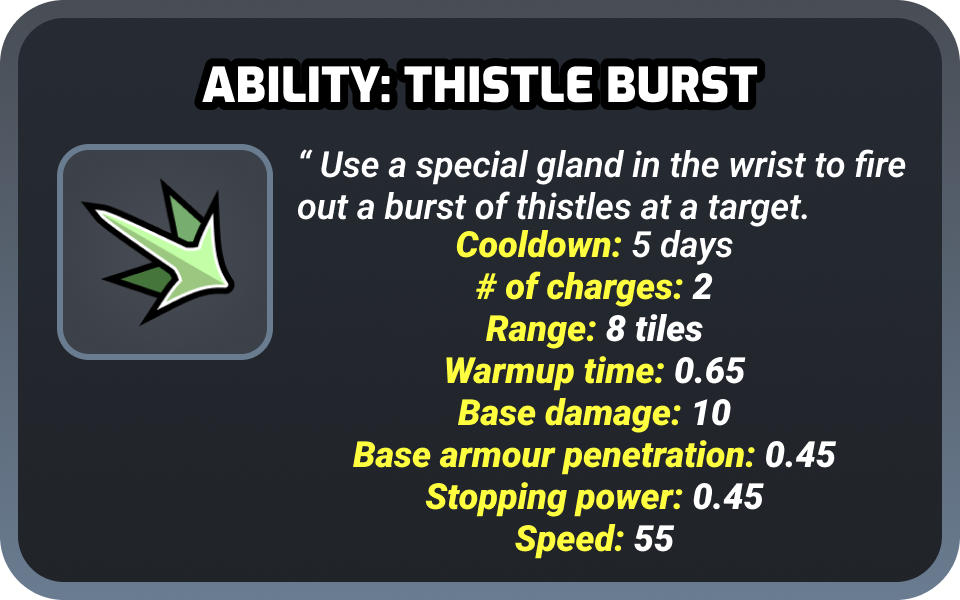 ABILITY: THISTLE BURST
“ Use a special gland in the wrist to fire
out a burst of thistles at a target.
Cooldown: 5 days
# of charges: 2
Range: 8 tiles
Warmup time: 0.65
Base damage: 10
Base armour penetration: 0.45
Stopping power: 0.45
Speed: 55